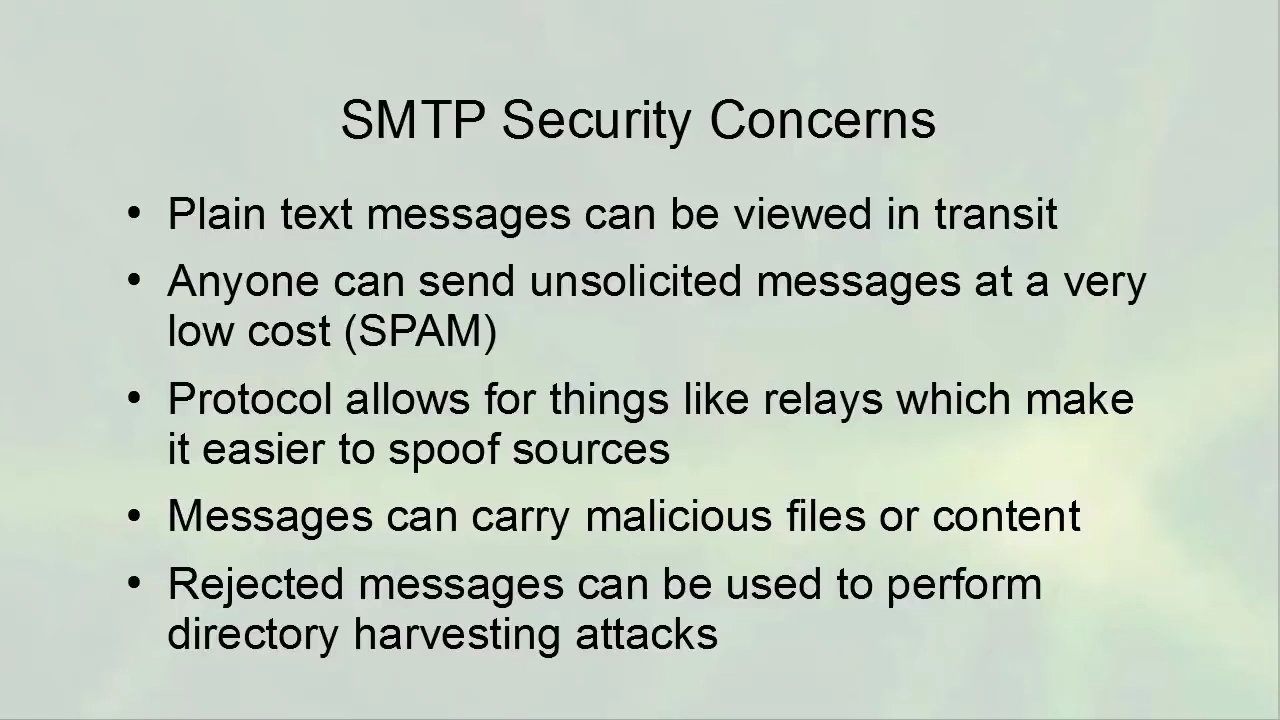 SMTP Security Concerns
• Plain text messages can be viewed in transit
• Anyone can send unsolicited messages at a very
low cost (SPAM)
• Protocol allows for things like relays which make
it easier to spoof sources
• Messages can carry malicious files or content
• Rejected messages can be used to perform
directory harvesting attacks